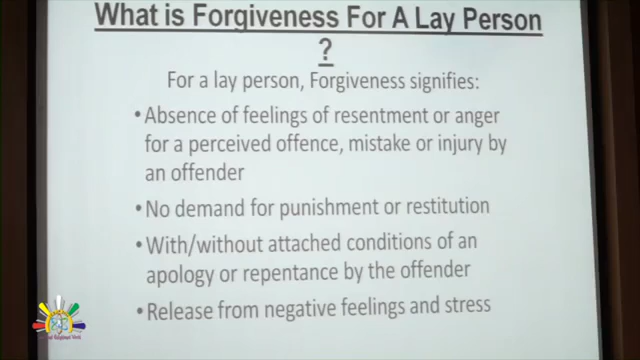 What is Forgiveness For A Lay Person
?
For a lay person, Forgiveness signifies:
• Absence of feelings of resentment or anger
for a perceived offence, mistake or injury by
an offender
• No demand for punishment or restitution
• With/without attached conditions of an
apology or repentance by the offender
• Release from negative feelings and stress